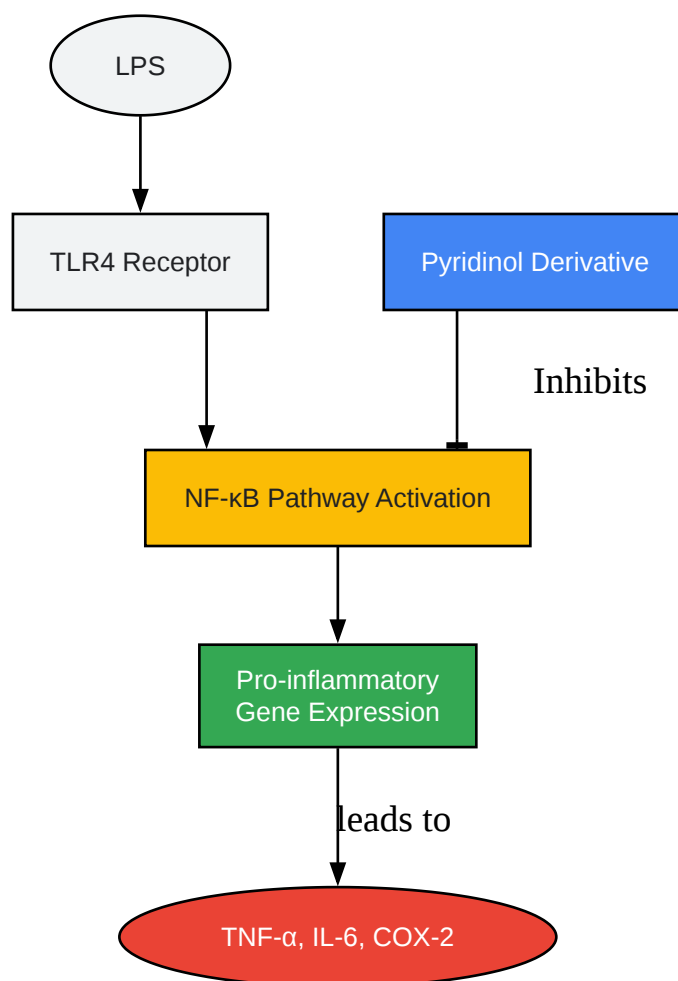 LPS
TLR4 Receptor
Pyridinol Derivative
Inhibits
NF-κB Pathway Activation
Pro-inflammatory
Gene Expression
leads to
TNF-α, IL-6, COX-2